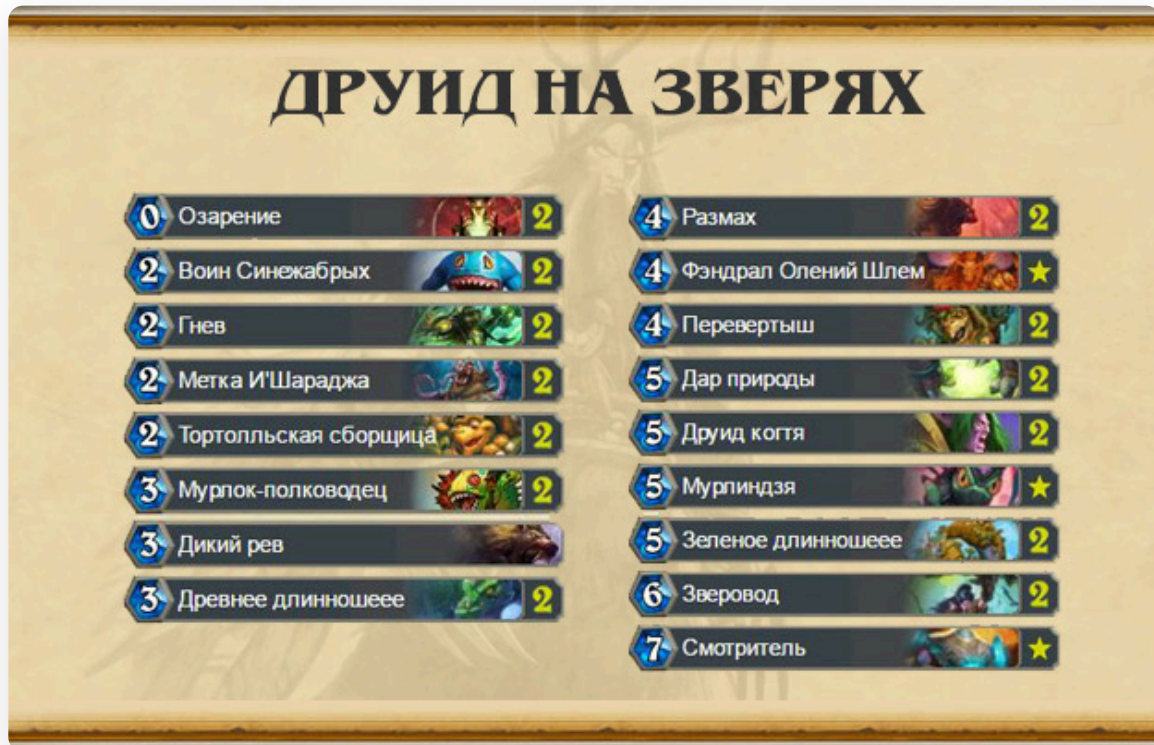 ДРУИД НА ЗВЕРЯХ
0 Озарение 2
2 Воин Синежабрых 2
2 Гнев 2
2 Метка И'Шараджа 2
2 Тортолльская сборщица 2
3 Мурлок-полководец 2
3 Дикий рев
3 Древнее длинношеее 2
4 Размах 2
4 Фэндрал Олений Шлем ★
4 Перевертыш 2
5 Дар природы 2
5 Друид когтя 2
5 Мурлиндзя ★
5 Зеленое длинношеее 2
6 Зверовод 2
7 Смотритель ★